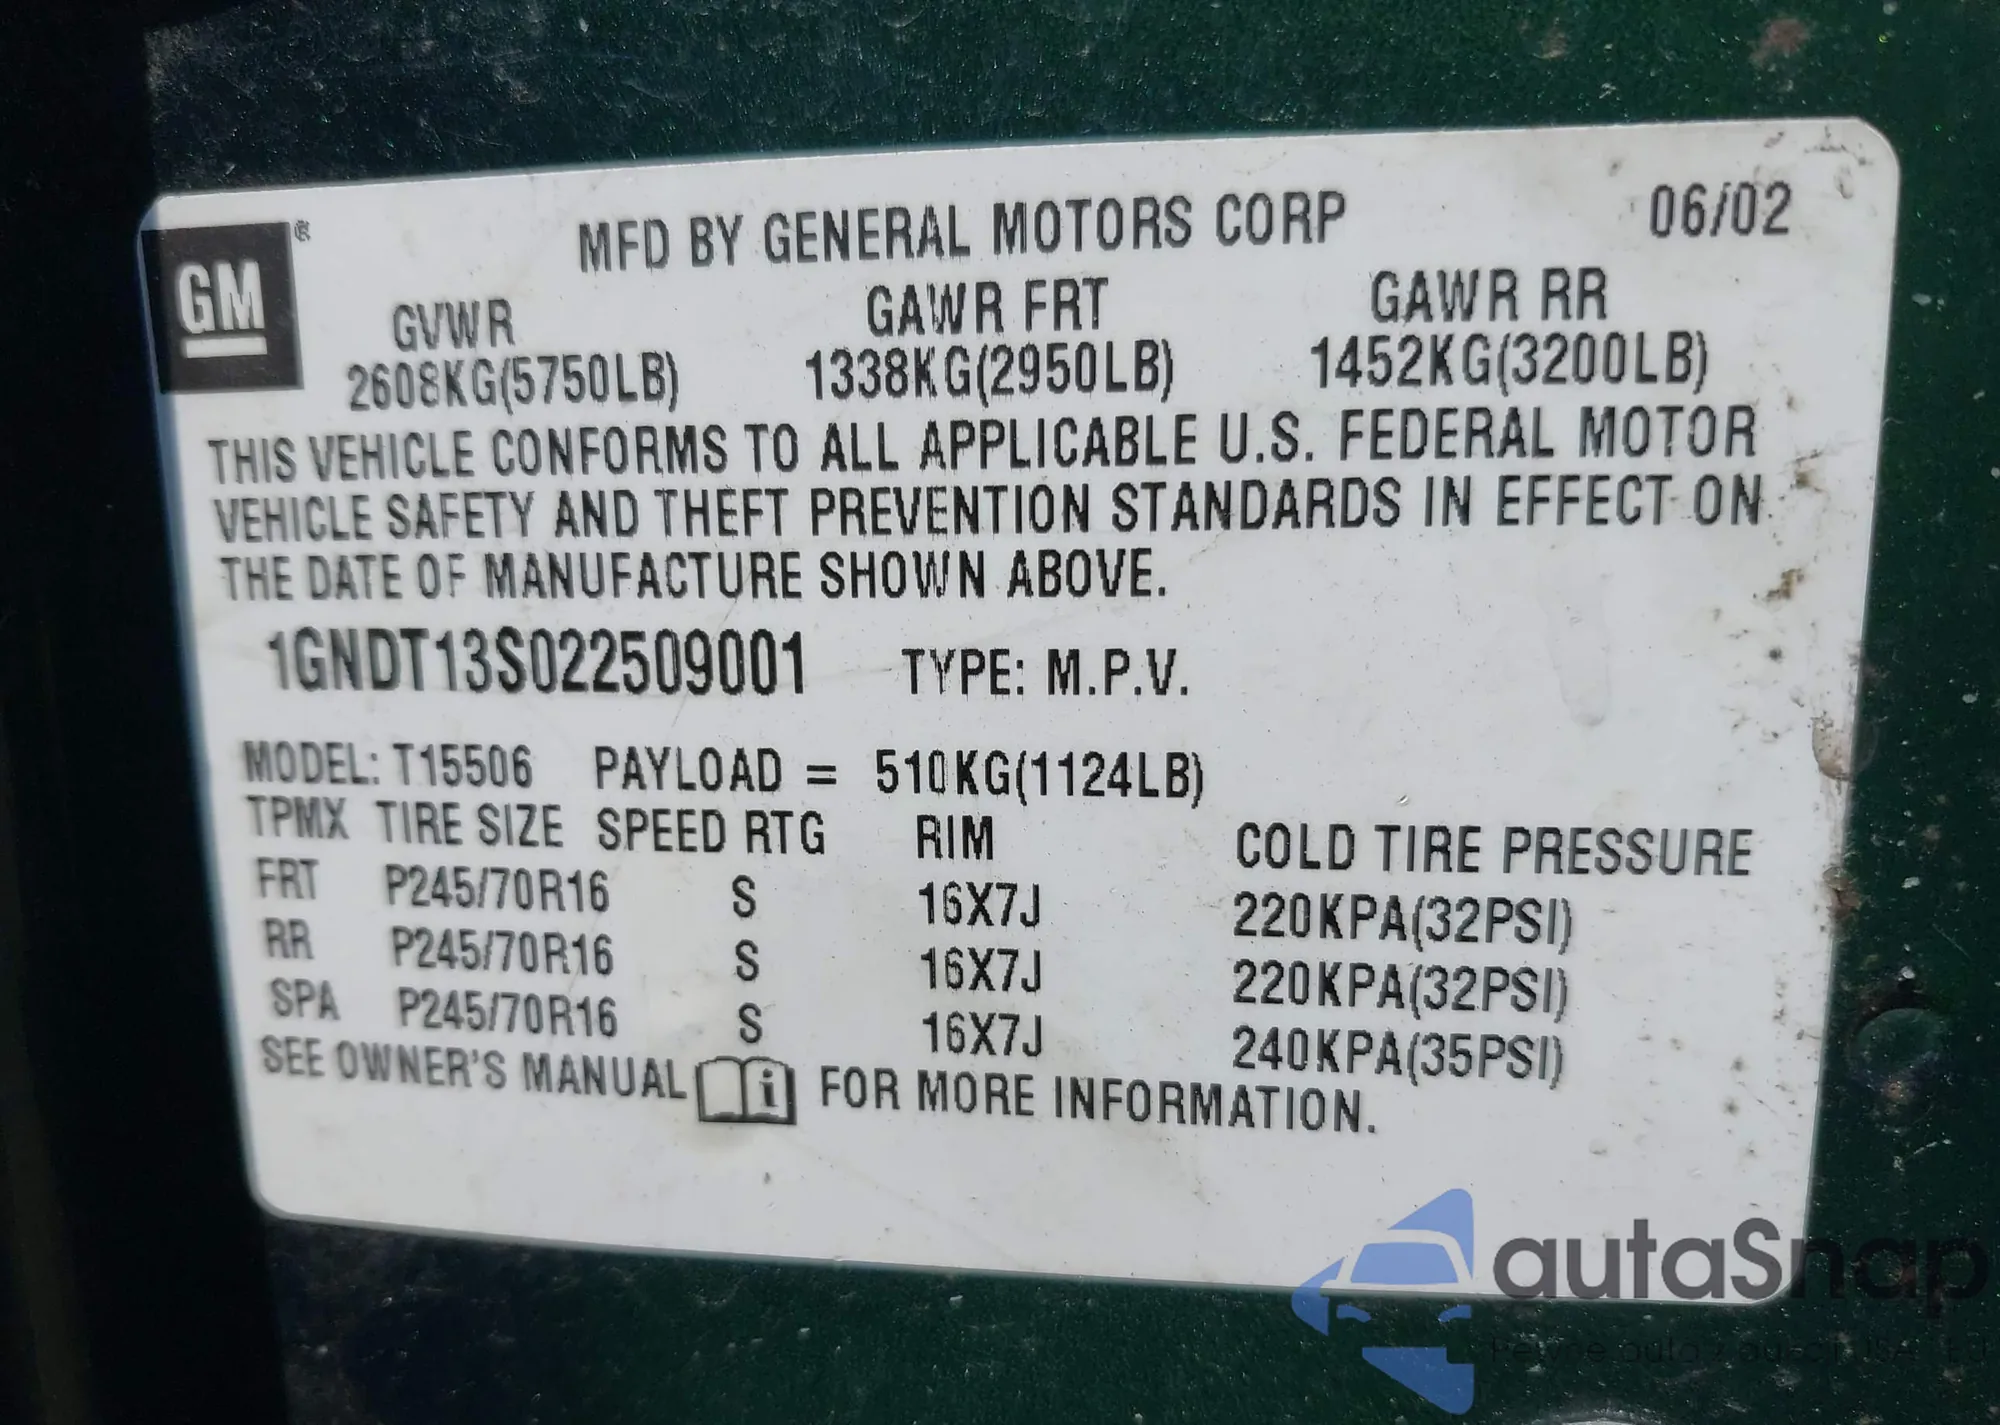 GM ®
MFD BY GENERAL MOTORS CORP 06/02
GVWR GAWR FRT GAWR RR
2608KG(5750LB) 1338KG(2950LB) 1452KG(3200LB)
THIS VEHICLE CONFORMS TO ALL APPLICABLE U.S. FEDERAL MOTOR
VEHICLE SAFETY AND THEFT PREVENTION STANDARDS IN EFFECT ON
THE DATE OF MANUFACTURE SHOWN ABOVE.
1GNDT13S022509001 TYPE: M.P.V.
MODEL: T15506 PAYLOAD = 510KG(1124LB)
TPMX TIRE SIZE SPEED RTG RIM COLD TIRE PRESSURE
FRT P245/70R16 S 16X7J 220KPA(32PSI)
RR P245/70R16 S 16X7J 220KPA(32PSI)
SPA P245/70R16 S 16X7J 240KPA(35PSI)
SEE OWNER'S MANUAL i FOR MORE INFORMATION.
autaSnap